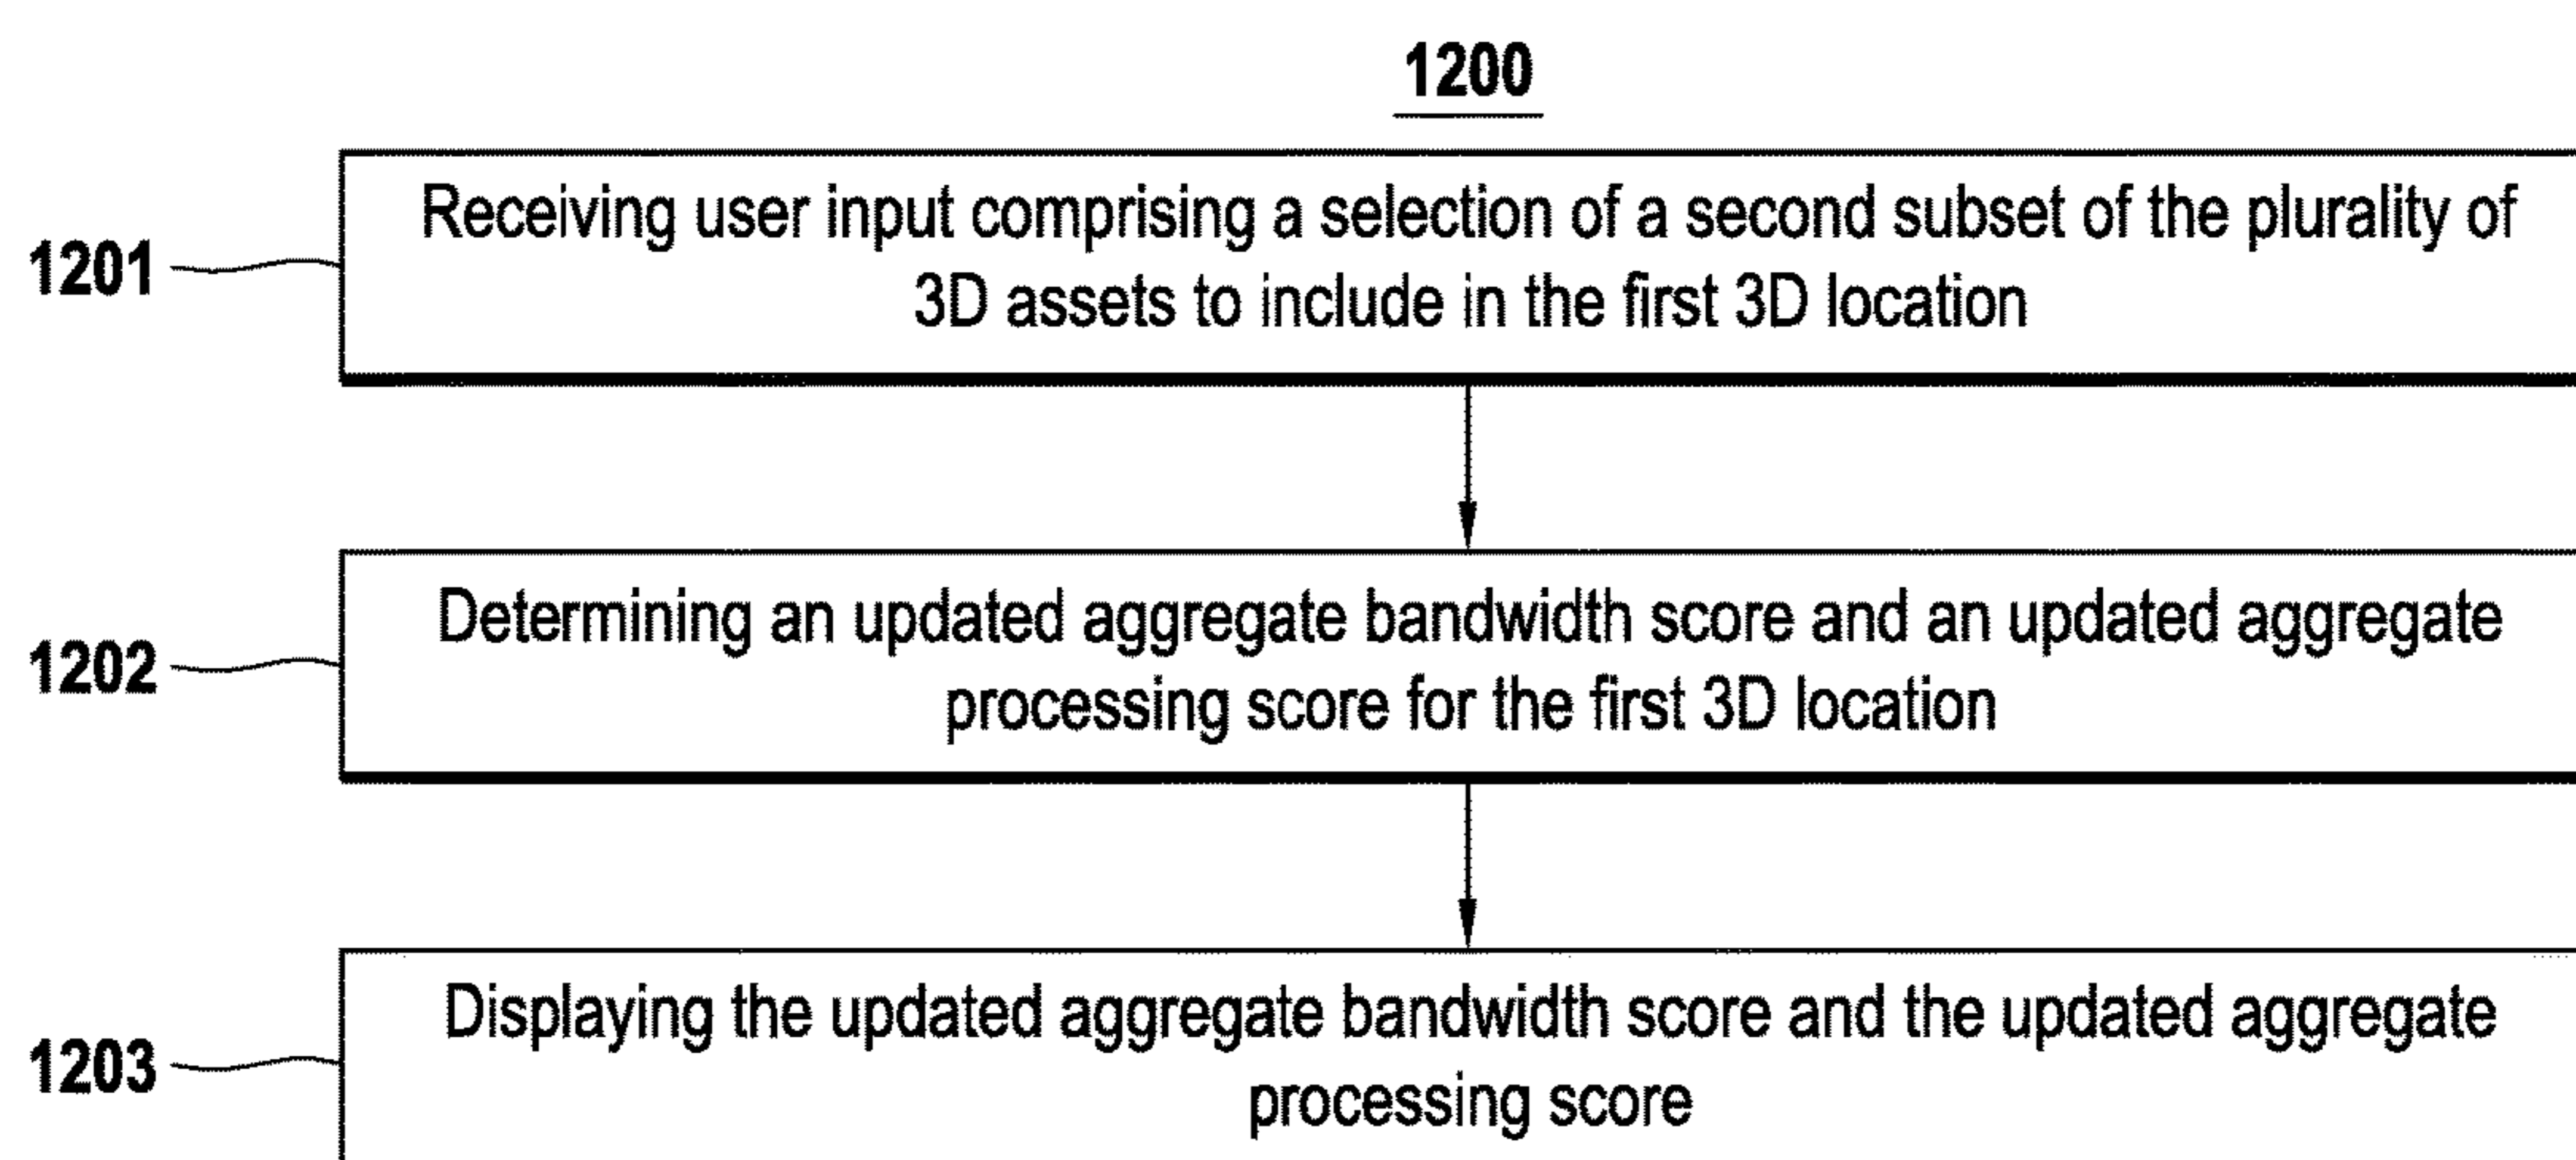 1200
1201
Receiving user input comprising a selection of a second subset of the plurality of
3D assets to include in the first 3D location
1202
Determining an updated aggregate bandwidth score and an updated aggregate
processing score for the first 3D location
1203
Displaying the updated aggregate bandwidth score and the updated aggregate
processing score